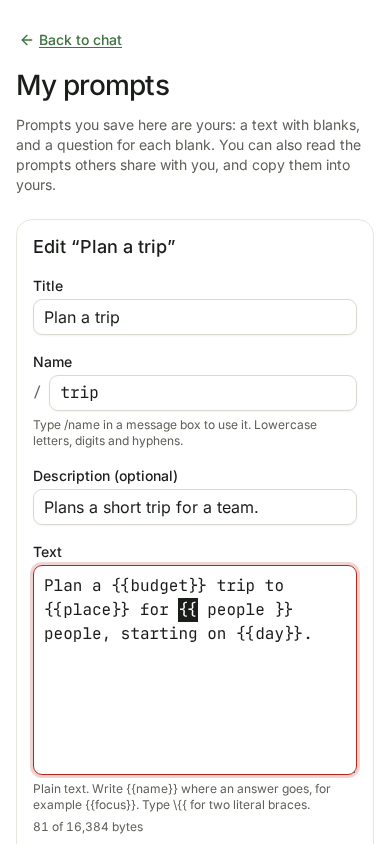 ← Back to chat
My prompts
Prompts you save here are yours: a text with blanks,
and a question for each blank. You can also read the
prompts others share with you, and copy them into
yours.
Edit “Plan a trip”
Title
Plan a trip
Name
/ trip
Type /name in a message box to use it. Lowercase
letters, digits and hyphens.
Description (optional)
Plans a short trip for a team.
Text
Plan a {{budget}} trip to
{{place}} for {{ people }}
people, starting on {{day}}.
Plain text. Write {{name}} where an answer goes, for
example {{focus}}. Type \{{ for two literal braces.
81 of 16,384 bytes